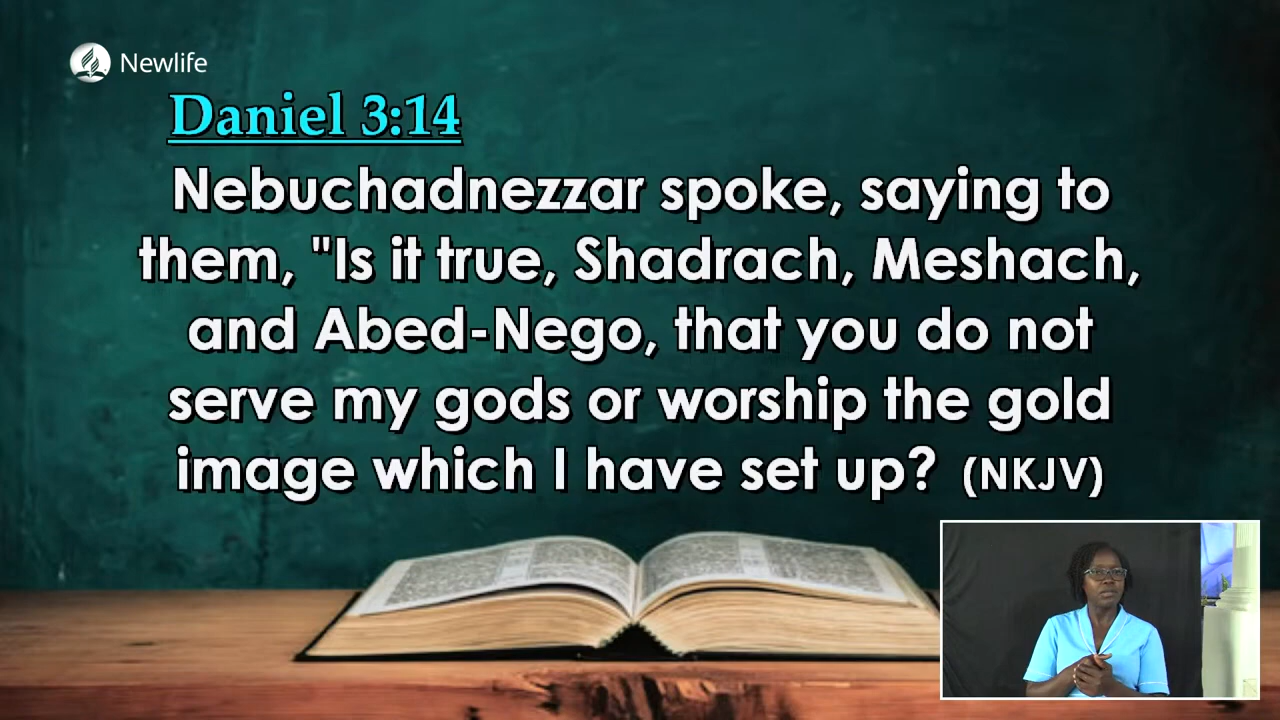 Newlife
Daniel 3:14
Nebuchadnezzar spoke, saying to
them, "Is it true, Shadrach, Meshach,
and Abed-Nego, that you do not
serve my gods or worship the gold
image which I have set up? (NKJV)